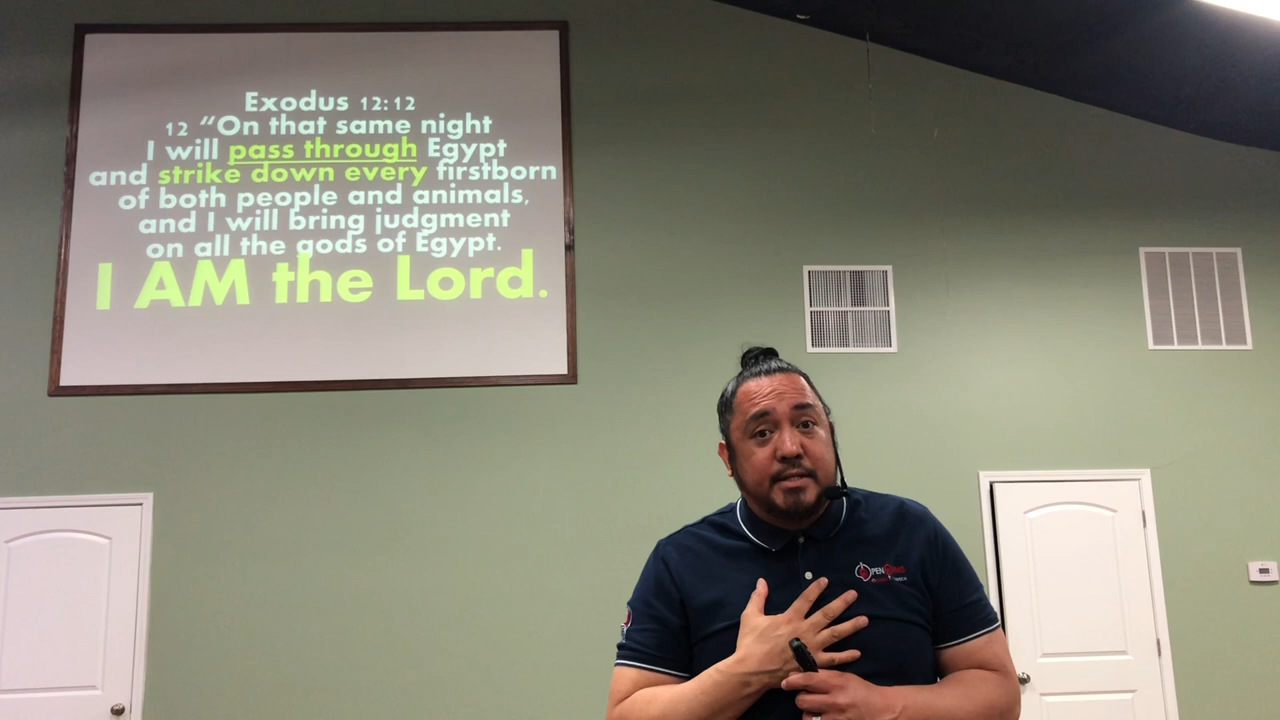 Exodus 12:12
12 “On that same night
I will pass through Egypt
and strike down every firstborn
of both people and animals,
and I will bring judgment
on all the gods of Egypt.
I AM the Lord.